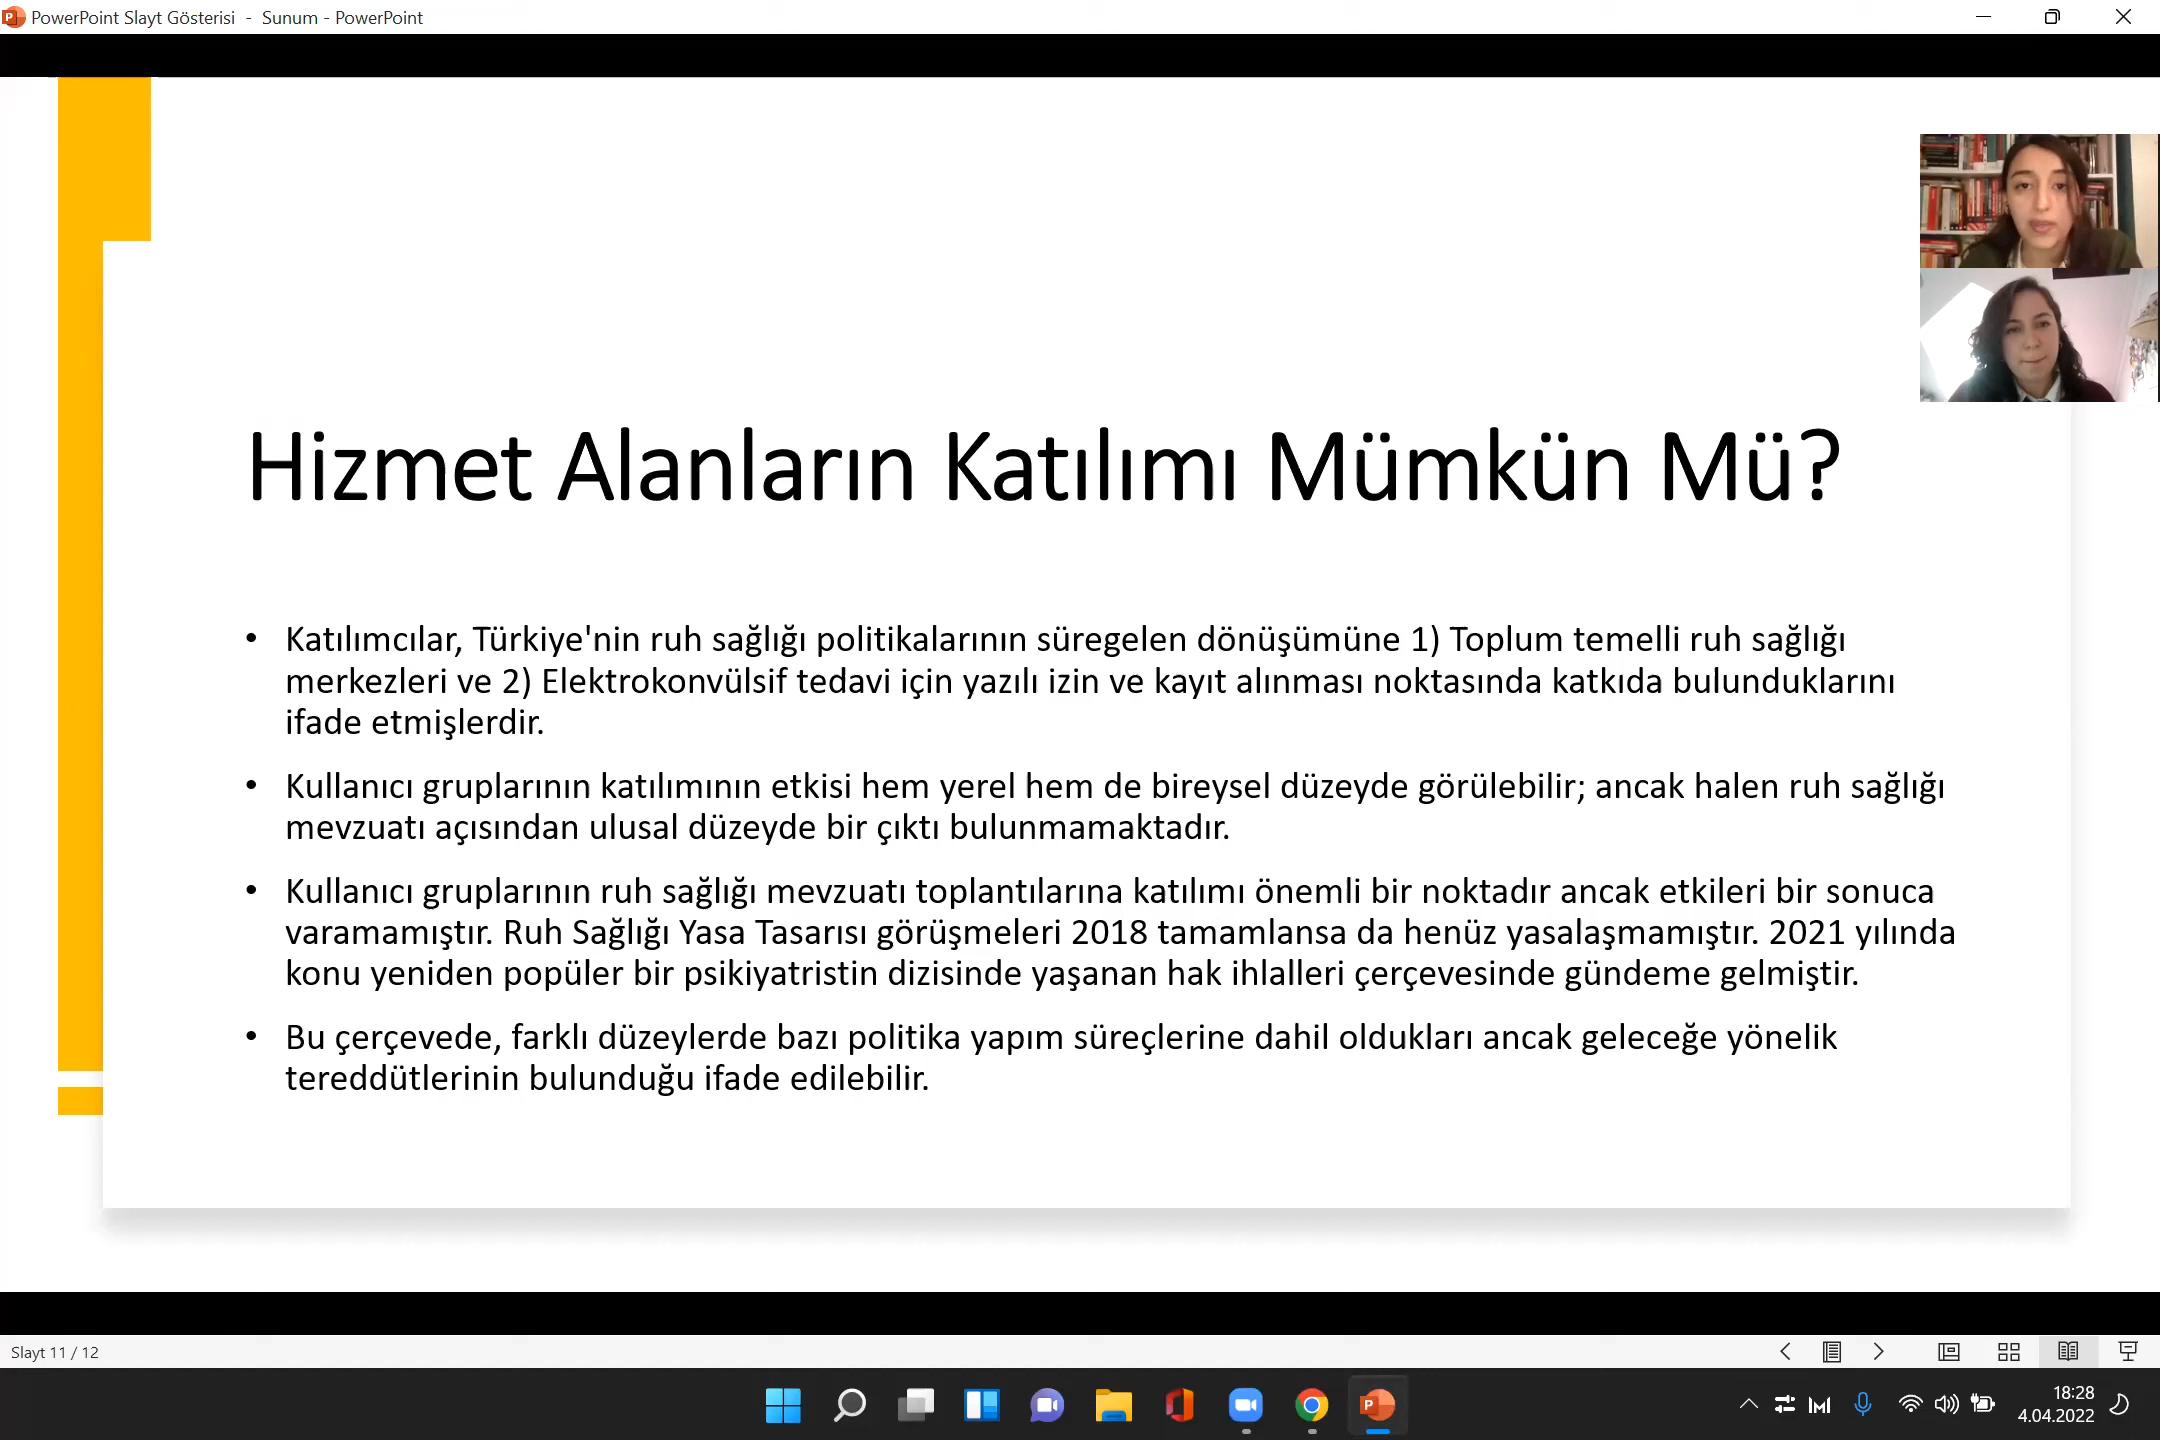 PowerPoint Slayt Gösterisi - Sunum - PowerPoint
Hizmet Alanların Katılımı Mümkün Mü?
• Katılımcılar, Türkiye'nin ruh sağlığı politikalarının süregelen dönüşümüne 1) Toplum temelli ruh sağlığı
merkezleri ve 2) Elektrokonvülsif tedavi için yazılı izin ve kayıt alınması noktasında katkıda bulunduklarını
ifade etmişlerdir.
• Kullanıcı gruplarının katılımının etkisi hem yerel hem de bireysel düzeyde görülebilir; ancak halen ruh sağlığı
mevzuatı açısından ulusal düzeyde bir çıktı bulunmamaktadır.
• Kullanıcı gruplarının ruh sağlığı mevzuatı toplantılarına katılımı önemli bir noktadır ancak etkileri bir sonuca
varamamıştır. Ruh Sağlığı Yasa Tasarısı görüşmeleri 2018 tamamlansa da henüz yasalaşmamıştır. 2021 yılında
konu yeniden popüler bir psikiyatristin dizisinde yaşanan hak ihlalleri çerçevesinde gündeme gelmiştir.
• Bu çerçevede, farklı düzeylerde bazı politika yapım süreçlerine dahil oldukları ancak geleceğe yönelik
tereddütlerinin bulunduğu ifade edilebilir.
Slayt 11 / 12
18:28
4.04.2022